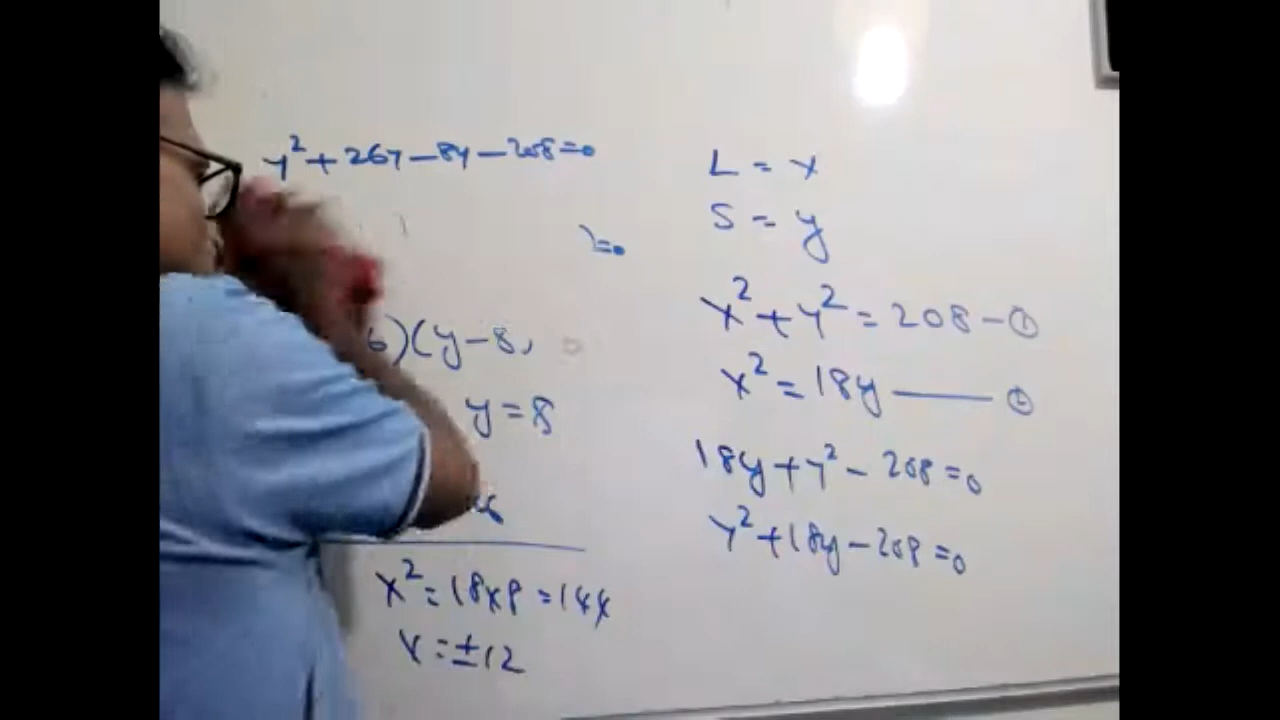 y² + 26y – 8y – 208 = 0
) = 0
6)(y – 8)
y = 8
x² = 18 x 8 = 144
x = ± 12
L = x
S = y
x² + y² = 208 – ①
x² = 18y —— ②
18y + y² – 208 = 0
y² + 18y – 208 = 0